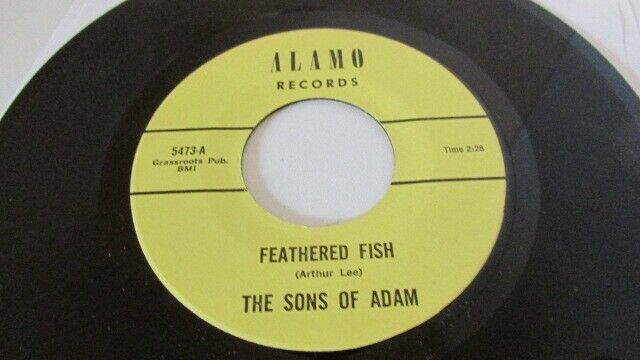 ALAMO
RECORDS
5473-A
Grassroots Pub.
BMI
Time 2:28
FEATHERED FISH
(Arthur Lee)
THE SONS OF ADAM